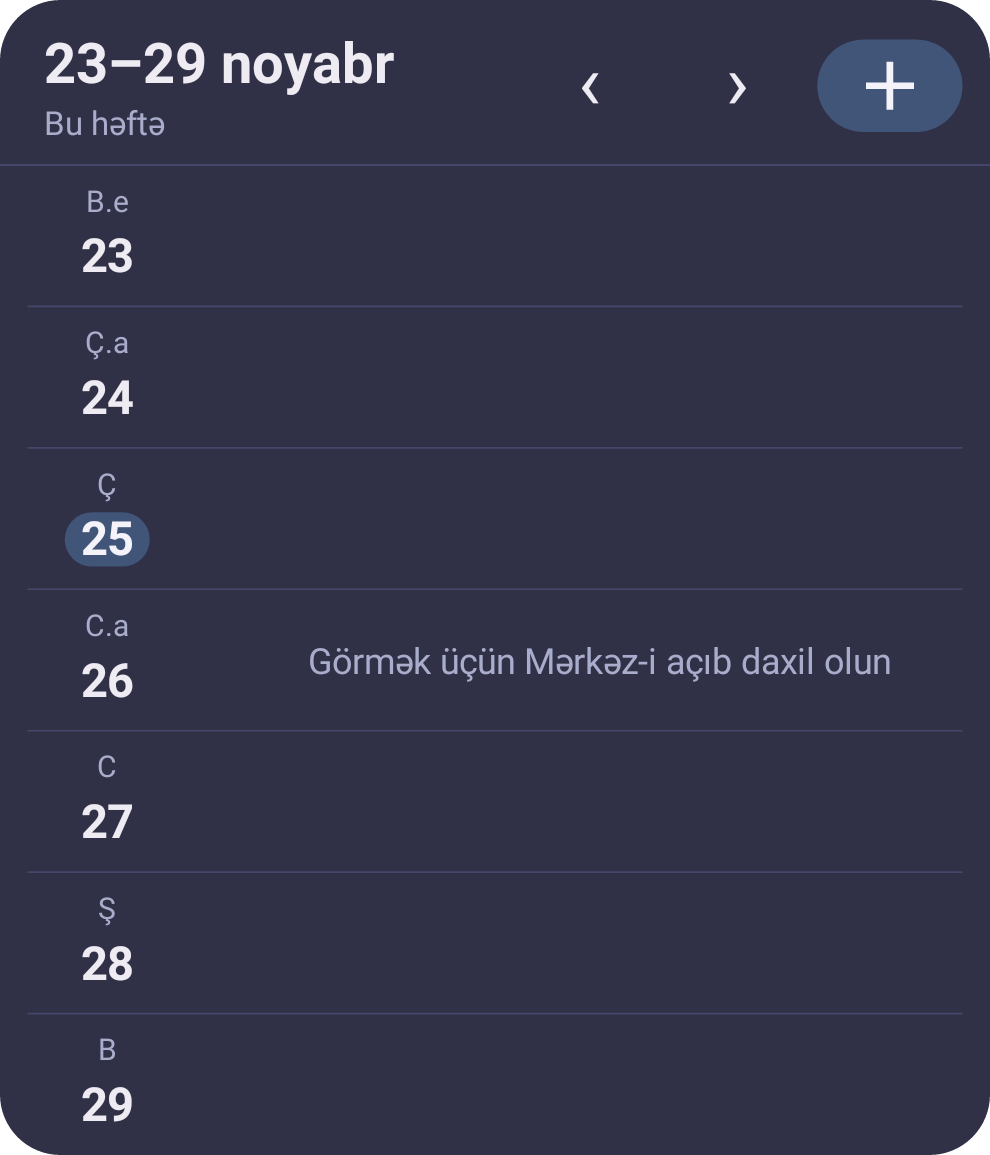 23–29 noyabr
Bu həftə
B.e
23
Ç.a
24
Ç
25
C.a
26
Görmək üçün Mərkəz-i açıb daxil olun
C
27
Ş
28
B
29